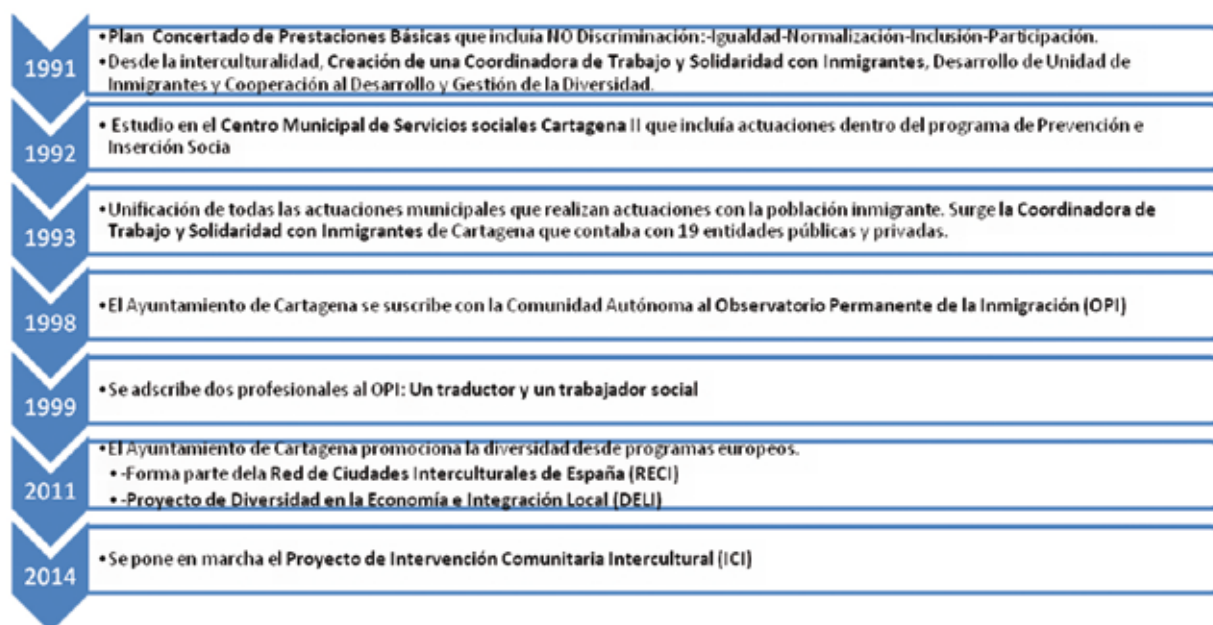 1991
•Plan Concertado de Prestaciones Básicas que incluía NO Discriminación:-Igualdad-Normalización-Inclusión-Participación.
•Desde la interculturalidad, Creación de una Coordinadora de Trabajo y Solidaridad con Inmigrantes, Desarrollo de Unidad de
Inmigrantes y Cooperación al Desarrollo y Gestión de la Diversidad.
1992
• Estudio en el Centro Municipal de Servicios sociales Cartagena II que incluía actuaciones dentro del programa de Prevención e
Inserción Socia
1993
•Unificación de todas las actuaciones municipales que realizan actuaciones con la población inmigrante. Surge la Coordinadora de
Trabajo y Solidaridad con Inmigrantes de Cartagena que contaba con 19 entidades públicas y privadas.
1998
•El Ayuntamiento de Cartagena se suscribe con la Comunidad Autónoma al Observatorio Permanente de la Inmigración (OPI)
1999
•Se adscribe dos profesionales al OPI: Un traductor y un trabajador social
2011
•El Ayuntamiento de Cartagena promociona la diversidad desde programas europeos.
•-Forma parte dela Red de Ciudades Interculturales de España (RECI)
•-Proyecto de Diversidad en la Economía e Integración Local (DELI)
2014
•Se pone en marcha el Proyecto de Intervención Comunitaria Intercultural (ICI)